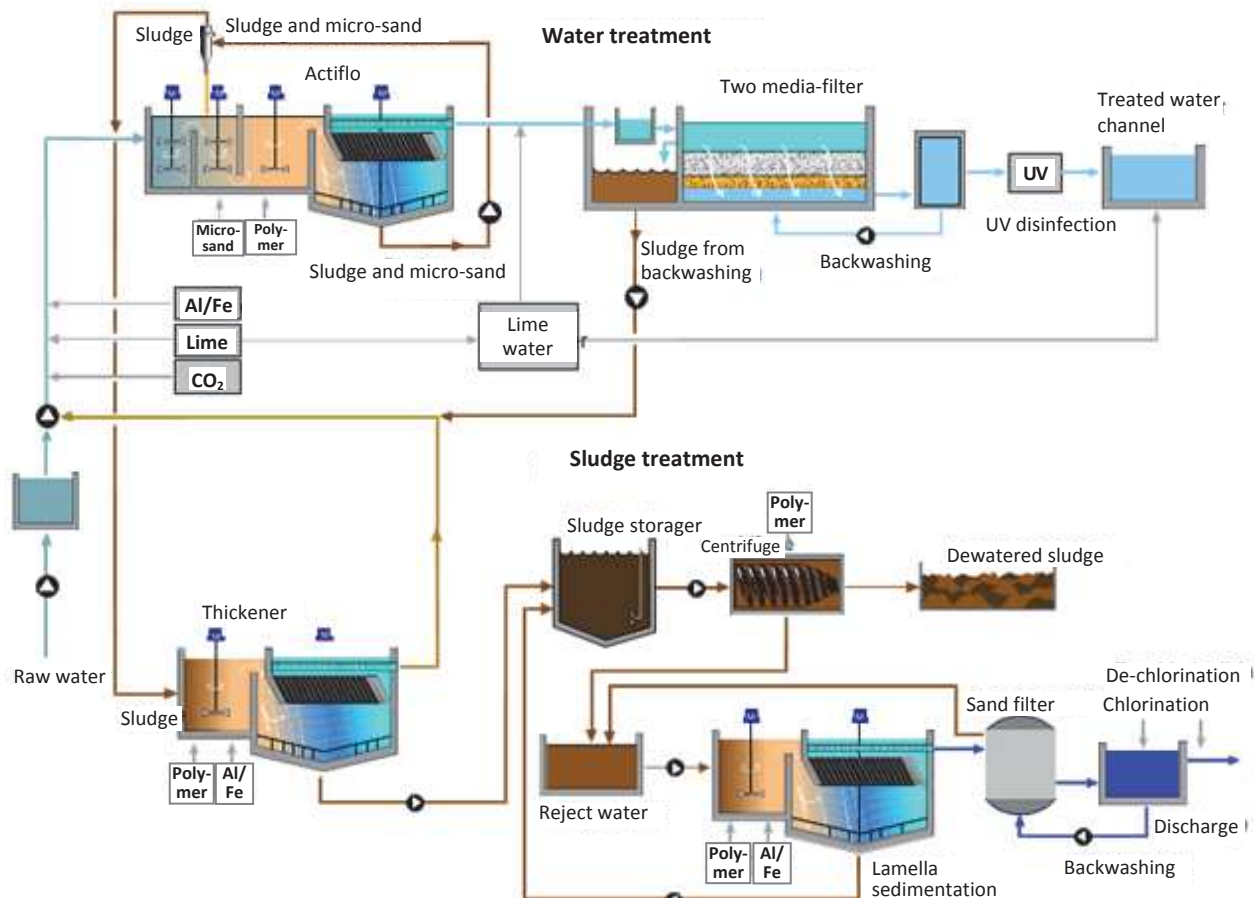 Sludge and micro-sand
Sludge
Water treatment
Actiflo
Two media-filter
Treated water
channel
UV
Micro-
sand
Poly-
mer
UV disinfection
Sludge from
backwashing
Backwashing
Sludge and micro-sand
Al/Fe
Lime
Lime
water
CO₂
Sludge treatment
Poly-
mer
Sludge storager
Centrifuge
Dewatered sludge
Thickener
Raw water
De-chlorination
Sand filter
Chlorination
Sludge
Poly-
mer
Al/
Fe
Reject water
Discharge
Poly-
mer
Al/
Fe
Lamella
sedimentation
Backwashing